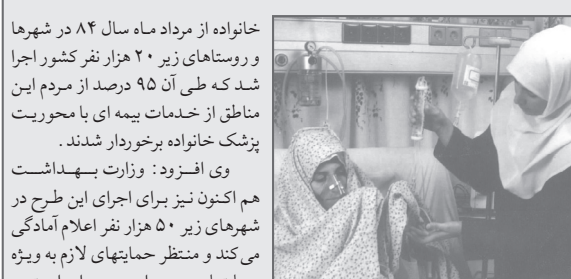 خانواده از مرداد ماه سال ۸۴ در شهرها
و روستاهای زیر ۲۰ هزار نفر کشور اجرا
شد که طی آن ۹۵ درصد از مردم این
مناطق از خدمات بیمه ای با محوریت
پزشک خانواده برخوردار شدند.
وی افزود: وزارت بهداشت
هم اکنون نیز برای اجرای این طرح در
شهرهای زیر ۵۰ هزار نفر اعلام آمادگی
می کند و منتظر حمایتهای لازم به ویژه